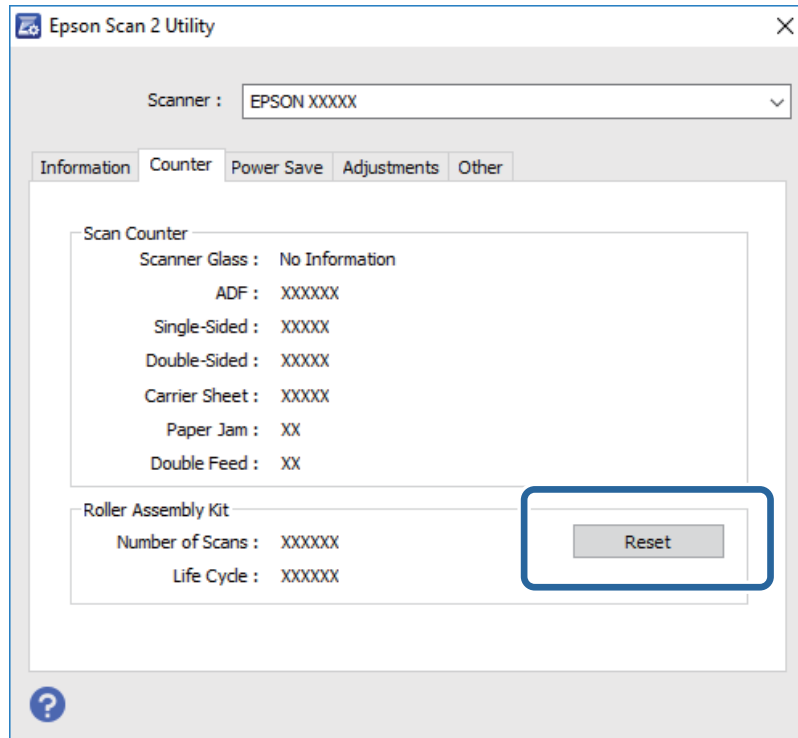 Epson Scan 2 Utility
Scanner : EPSON XXXXX
Information Counter Power Save Adjustments Other
Scan Counter
Scanner Glass : No Information
ADF : XXXXXX
Single-Sided : XXXXX
Double-Sided : XXXXX
Carrier Sheet : XXXXX
Paper Jam : XX
Double Feed : XX
Roller Assembly Kit
Number of Scans : XXXXXX Reset
Life Cycle : XXXXXX
?